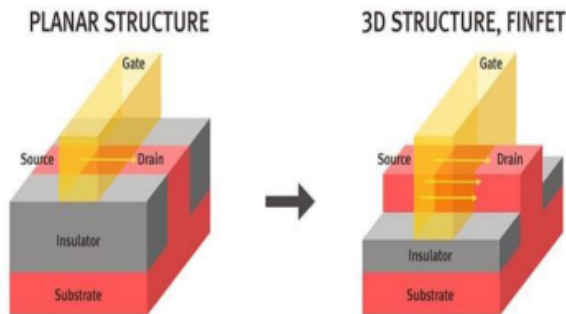 PLANAR STRUCTURE
Gate
Source
Drain
Insulator
Substrate
3D STRUCTURE, FINFET
Gate
Source
Drain
Insulator
Substrate